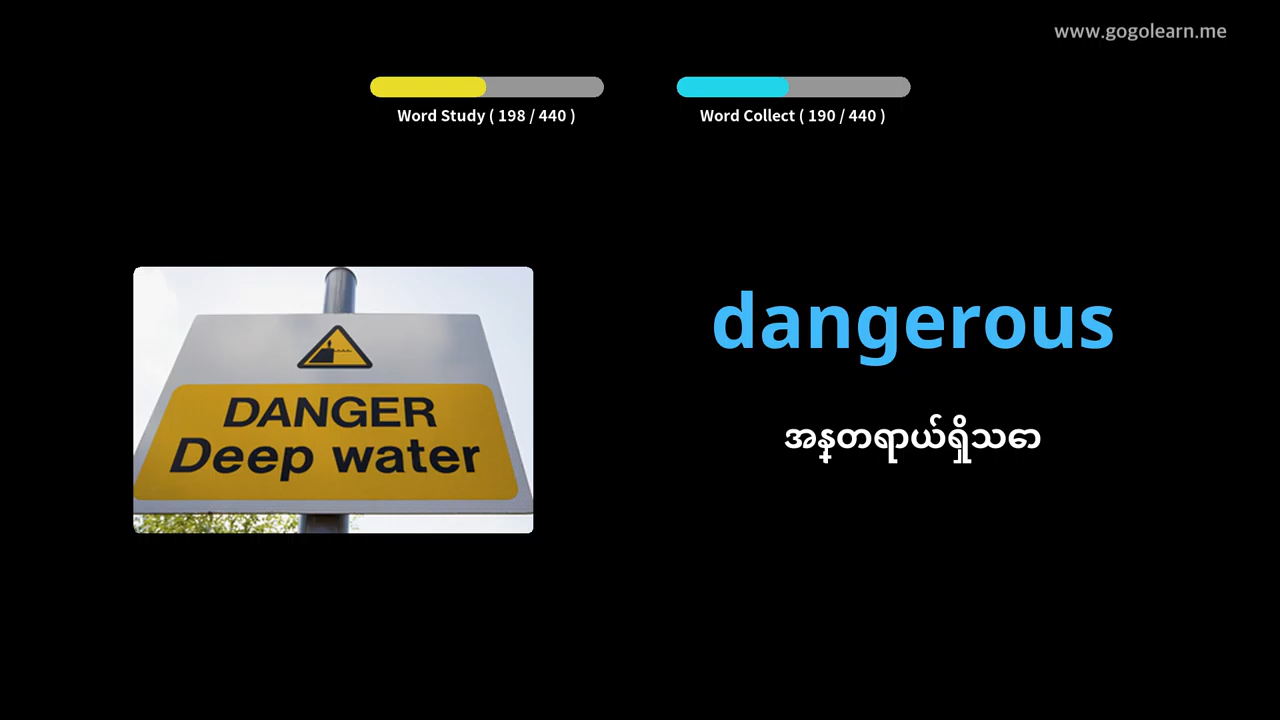 www.gogolearn.me
Word Study ( 198 / 440 )
Word Collect ( 190 / 440 )
DANGER
Deep water
dangerous
အန္တရာယ်ရှိသော